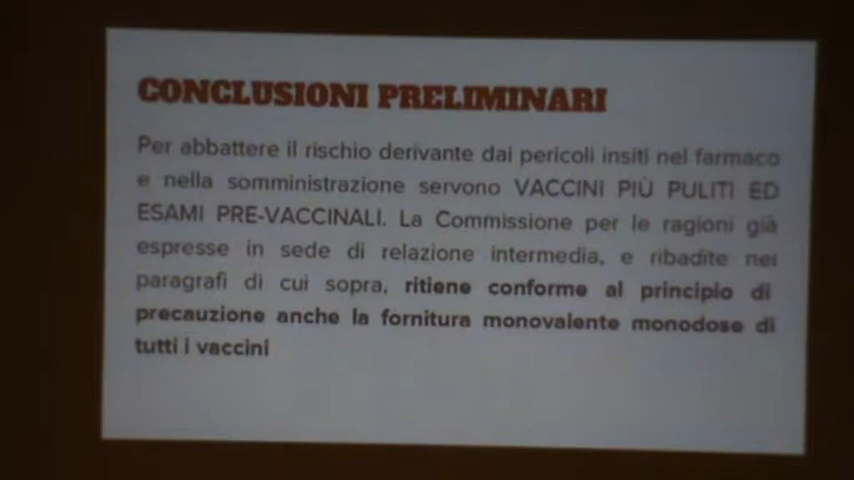 CONCLUSIONI PRELIMINARI
Per abbattere il rischio derivante dai pericoli insiti nel farmaco
e nella somministrazione servono VACCINI PIÙ PULITI ED
ESAMI PRE-VACCINALI. La Commissione per le ragioni già
espresse in sede di relazione intermedia, e ribadite nei
paragrafi di cui sopra, ritiene conforme al principio di
precauzione anche la fornitura monovalente monodose di
tutti i vaccini